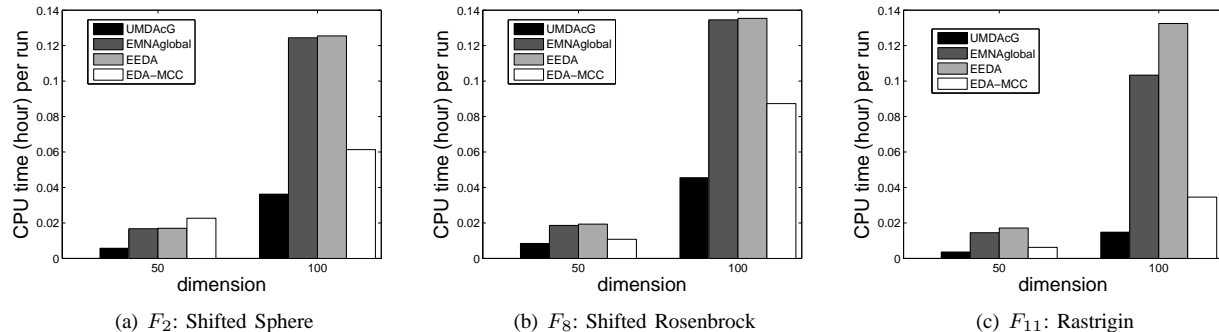 CPU time (hour) per run
0.14
0.12
0.1
0.08
0.06
0.04
0.02
0
UMDAcG
EMNAglobal
EEDA
EDA−MCC
50
100
dimension
(a) F2: Shifted Sphere
CPU time (hour) per run
0.14
0.12
0.1
0.08
0.06
0.04
0.02
0
UMDAcG
EMNAglobal
EEDA
EDA−MCC
50
100
dimension
(b) F8: Shifted Rosenbrock
CPU time (hour) per run
0.14
0.12
0.1
0.08
0.06
0.04
0.02
0
UMDAcG
EMNAglobal
EEDA
EDA−MCC
50
100
dimension
(c) F11: Rastrigin